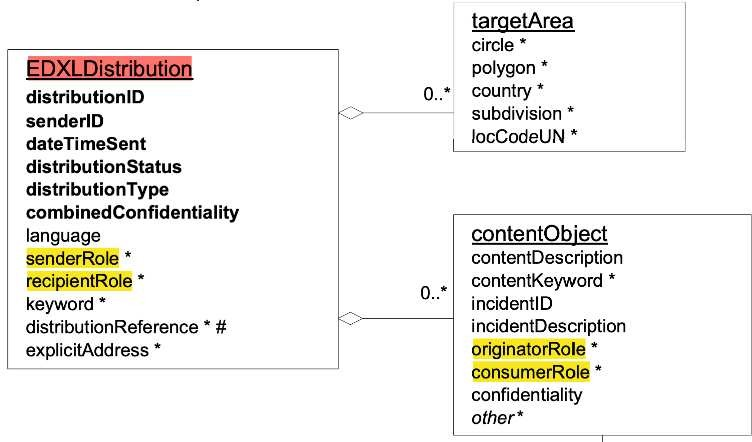 EDXLDistribution
distributionID
senderID
dateTimeSent
distributionStatus
distributionType
combinedConfidentiality
language
senderRole *
recipientRole *
keyword *
distributionReference * #
explicitAddress *
0..*
targetArea
circle *
polygon *
country *
subdivision *
locCodeUN *
0..*
contentObject
contentDescription
contentKeyword *
incidentID
incidentDescription
originatorRole *
consumerRole *
confidentiality
other*